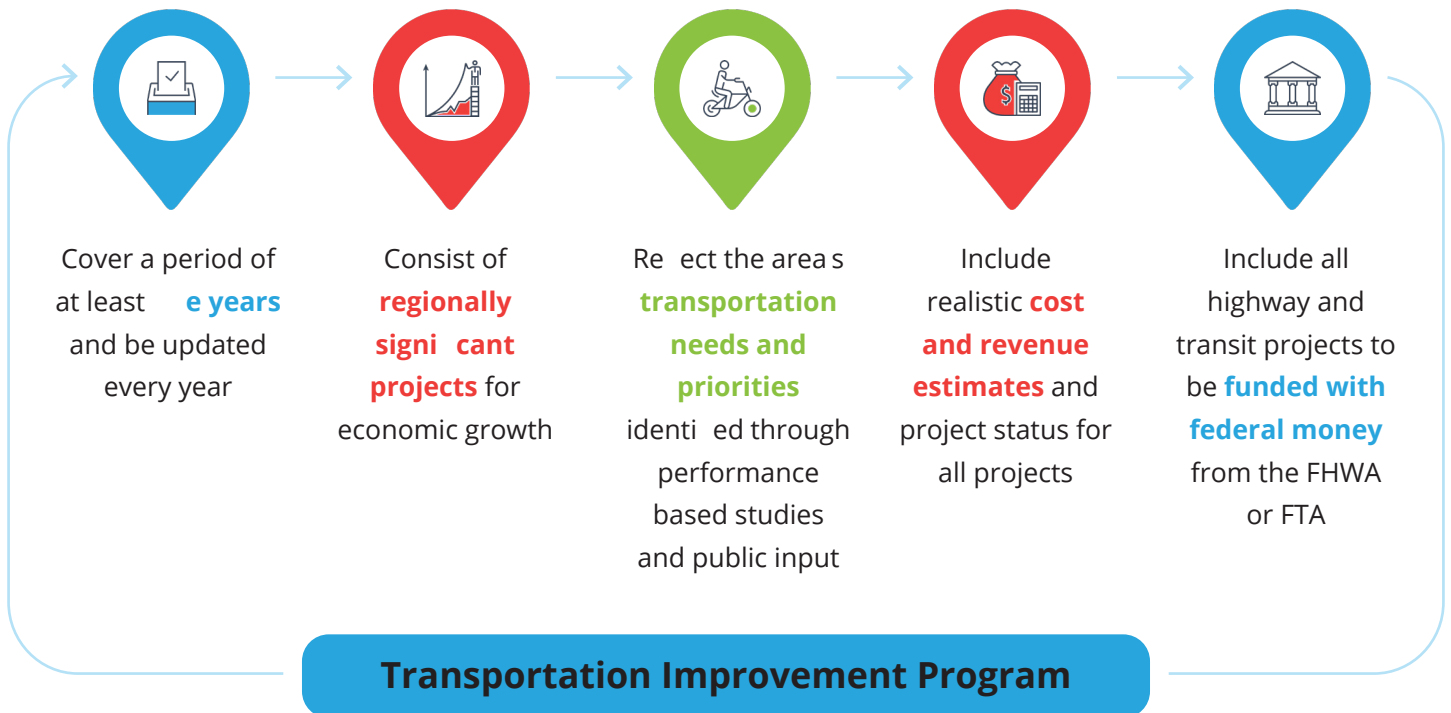 Cover a period of
at least e years
and be updated
every year
Consist of
regionally
signi cant
projects for
economic growth
Re ect the area s
transportation
needs and
priorities
identi ed through
performance
based studies
and public input
Include
realistic cost
and revenue
estimates and
project status for
all projects
Include all
highway and
transit projects to
be funded with
federal money
from the FHWA
or FTA
Transportation Improvement Program